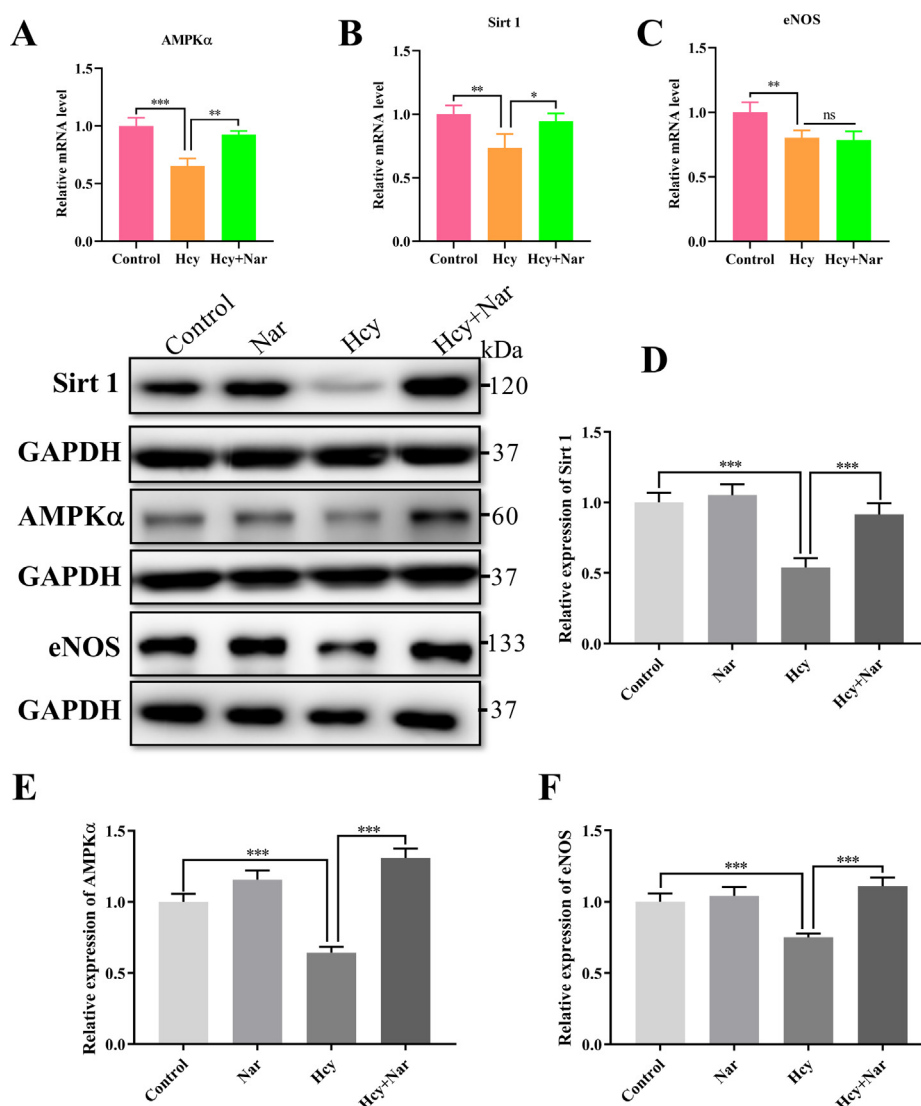 A
AMPKα
Relative mRNA level
1.5
1.0
0.5
0.0
***
**
Control Hcy Hcy+Nar
B
Sirt 1
Relative mRNA level
1.5
1.0
0.5
0.0
**
*
Control Hcy Hcy+Nar
C
eNOS
Relative mRNA level
1.5
1.0
0.5
0.0
**
ns
Control Hcy Hcy+Nar
Control Nar Hcy Hcy+Nar
kDa
Sirt 1 120
GAPDH 37
AMPKα 60
GAPDH 37
eNOS 133
GAPDH 37
D
Relative expression of Sirt 1
1.5
1.0
0.5
0.0
***
***
Control Nar Hcy Hcy+Nar
E
Relative expression of AMPKα
1.5
1.0
0.5
0.0
***
***
Control Nar Hcy Hcy+Nar
F
Relative expression of eNOS
1.5
1.0
0.5
0.0
***
***
Control Nar Hcy Hcy+Nar